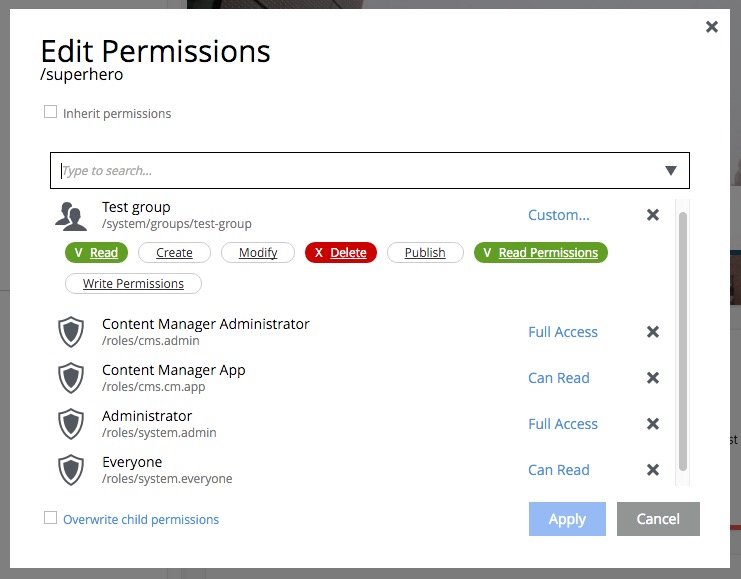 Edit Permissions
/superhero
Inherit permissions
Type to search...
Test group
/system/groups/test-group
Custom...
V Read Create Modify X Delete Publish V Read Permissions
Write Permissions
Content Manager Administrator
/roles/cms.admin
Full Access
Content Manager App
/roles/cms.cm.app
Can Read
Administrator
/roles/system.admin
Full Access
Everyone
/roles/system.everyone
Can Read
Overwrite child permissions
Apply Cancel